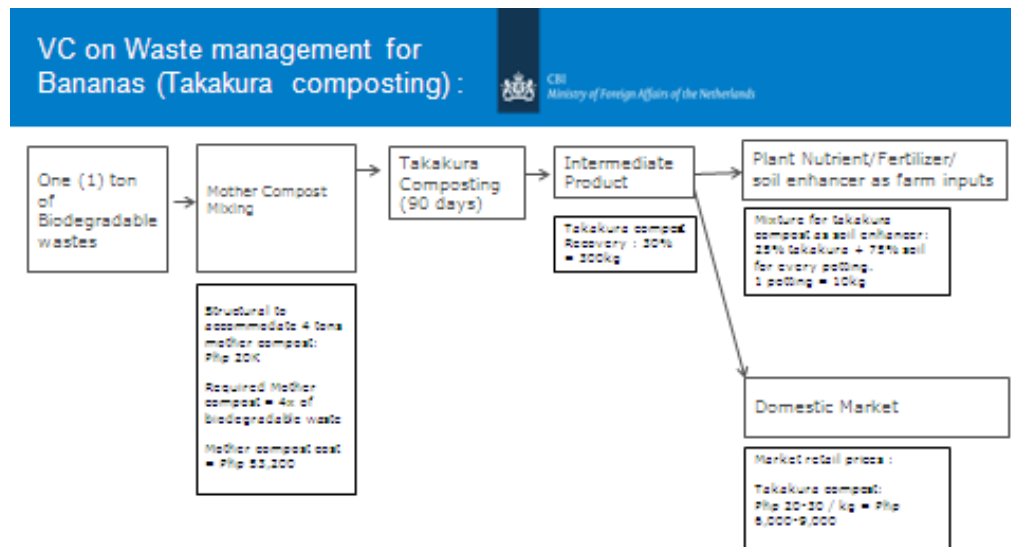 VC on Waste management for
Bananas (Takakura composting) :
CBI
Ministry of Foreign Affairs of the Netherlands
One (1) ton
of
Biodegradable
wastes
Mother Compost
Mixing
Structural to
accommodate 4 tons
mother compost:
Php 20K
Required Mother
compost = 4x of
biodegradable waste
Mother compost cost
= Php 53,200
Takakura
Composting
(90 days)
Intermediate
Product
Takakura compost
Recovery : 30%
= 300kg
Plant Nutrient/Fertilizer/
soil enhancer as farm inputs
Mixture for takakura
compost as soil enhancer:
25% takakura + 75% soil
for every potting.
1 potting = 10kg
Domestic Market
Market retail prices :
Takakura compost:
Php 20-30 / kg = Php
6,000-9,000